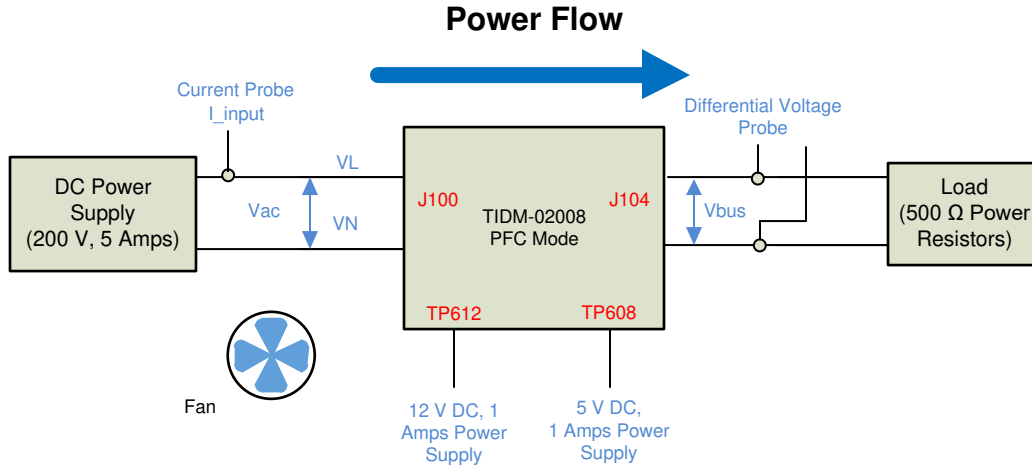 Power Flow
Current Probe
I_input
Differential Voltage
Probe
DC Power
Supply
(200 V, 5 Amps)
VL
Vac
VN
J100
J104
TIDM-02008
PFC Mode
TP612
TP608
Vbus
Load
(500 Ω Power
Resistors)
Fan
12 V DC, 1
Amps Power
Supply
5 V DC,
1 Amps Power
Supply